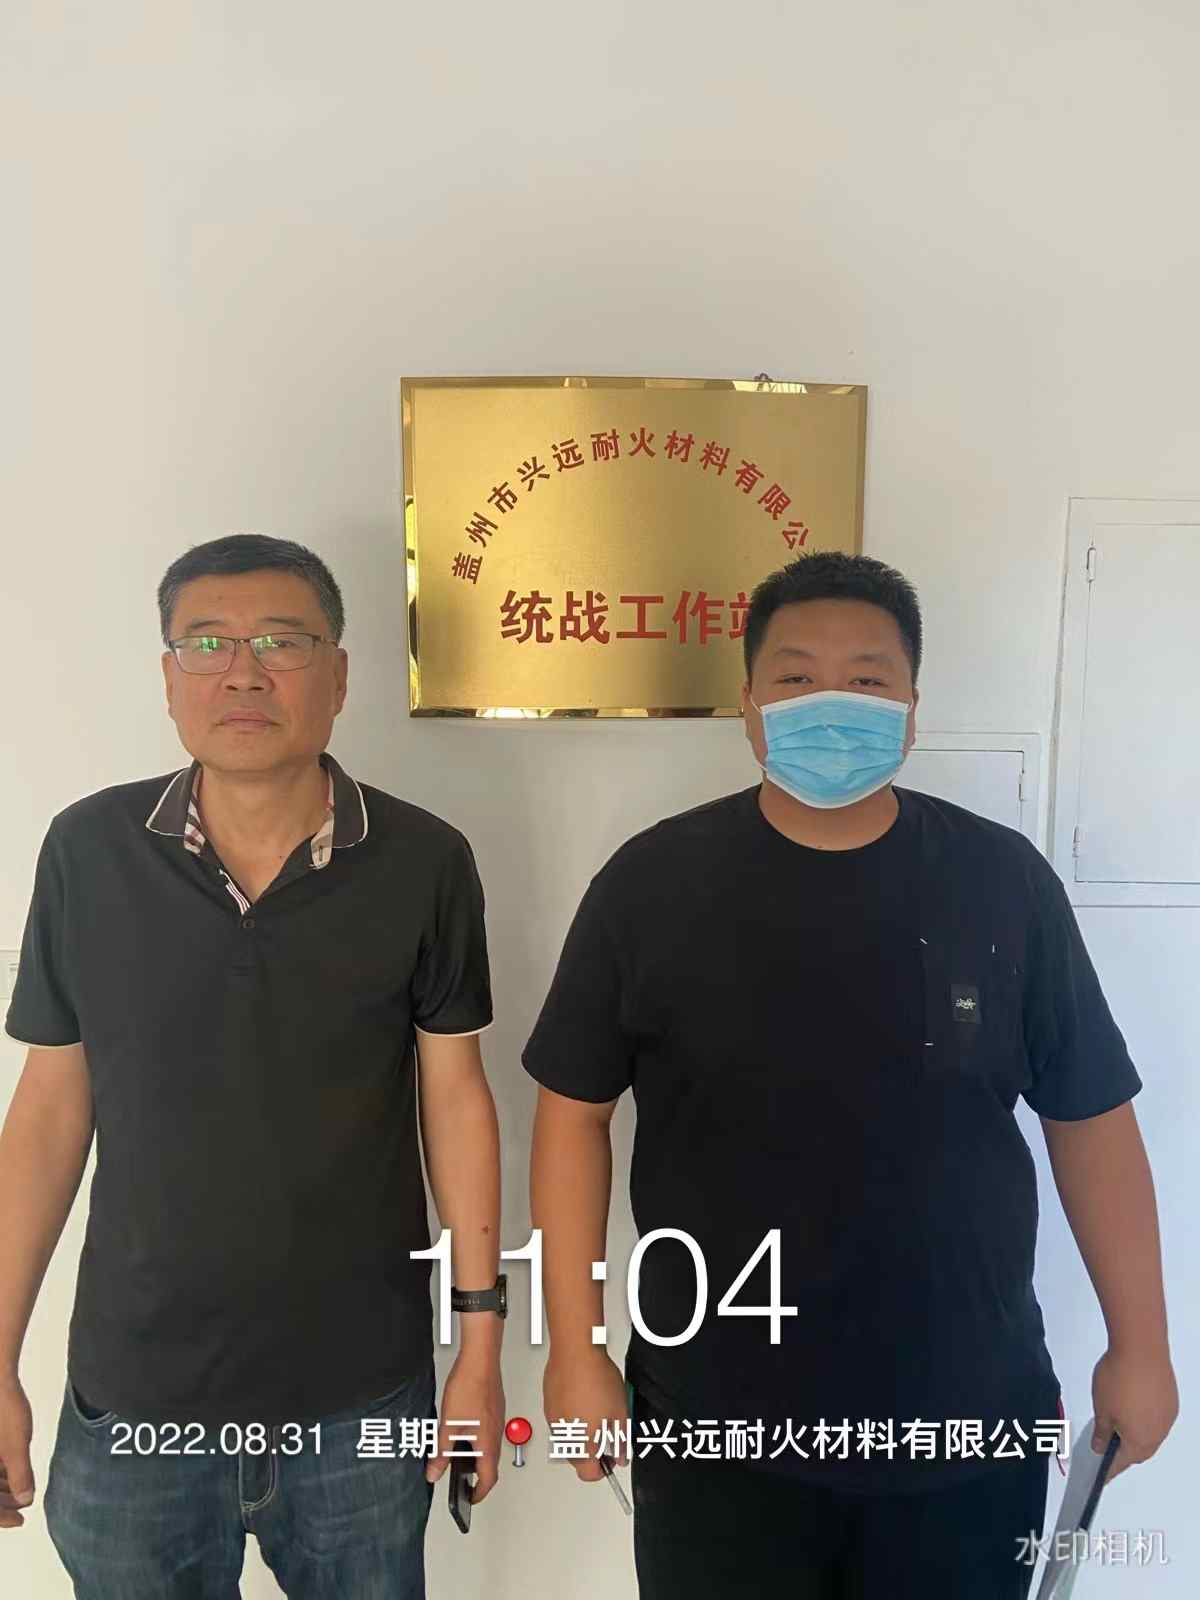 盖州市兴远耐火材料有限公
统战工作站
11:04
2022.08.31 星期三 盖州兴远耐火材料有限公司
水印相机